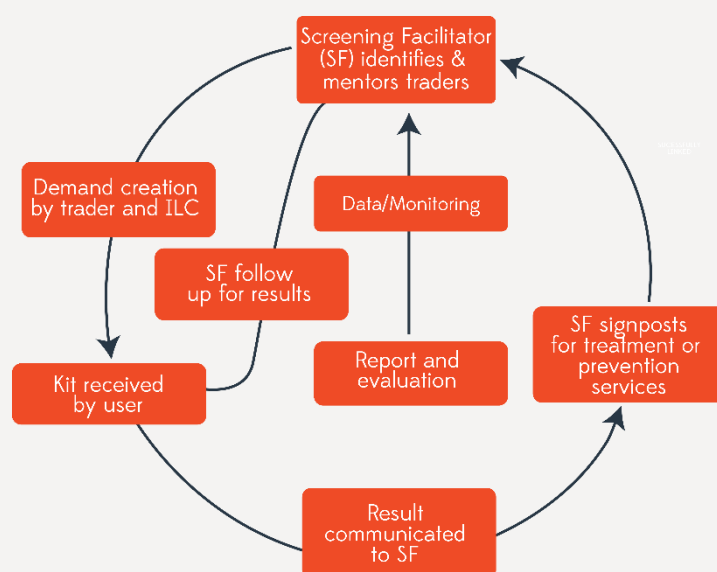 Screening Facilitator
(SF) identifies &
mentors traders
Demand creation
by trader and ILC
Data/Monitoring
SF follow
up for results
SF signposts
for treatment or
prevention
services
Report and
evaluation
Kit received
by user
Result
communicated
to SF